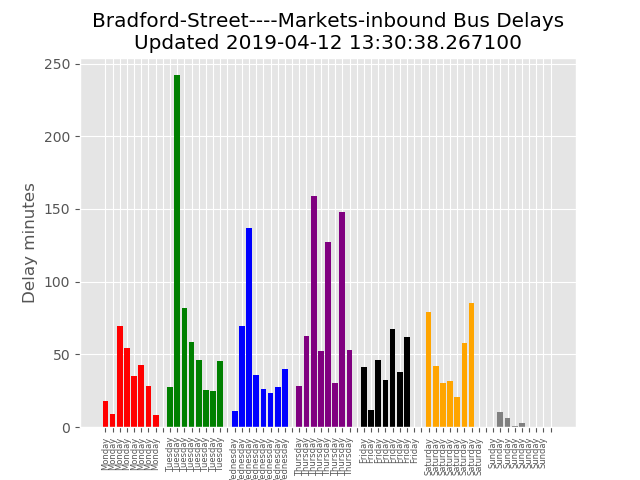 Bradford-Street----Markets-inbound Bus Delays
Updated 2019-04-12 13:30:38.267100
Delay minutes
250
200
150
100
50
0
Monday
Monday
Monday
Monday
Monday
Monday
Monday
Monday
Tuesday
Tuesday
Tuesday
Tuesday
Tuesday
Tuesday
Tuesday
Tuesday
Wednesday
Wednesday
Wednesday
Wednesday
Wednesday
Wednesday
Wednesday
Wednesday
Thursday
Thursday
Thursday
Thursday
Thursday
Thursday
Thursday
Thursday
Friday
Friday
Friday
Friday
Friday
Friday
Friday
Friday
Saturday
Saturday
Saturday
Saturday
Saturday
Saturday
Saturday
Saturday
Sunday
Sunday
Sunday
Sunday
Sunday
Sunday
Sunday
Sunday